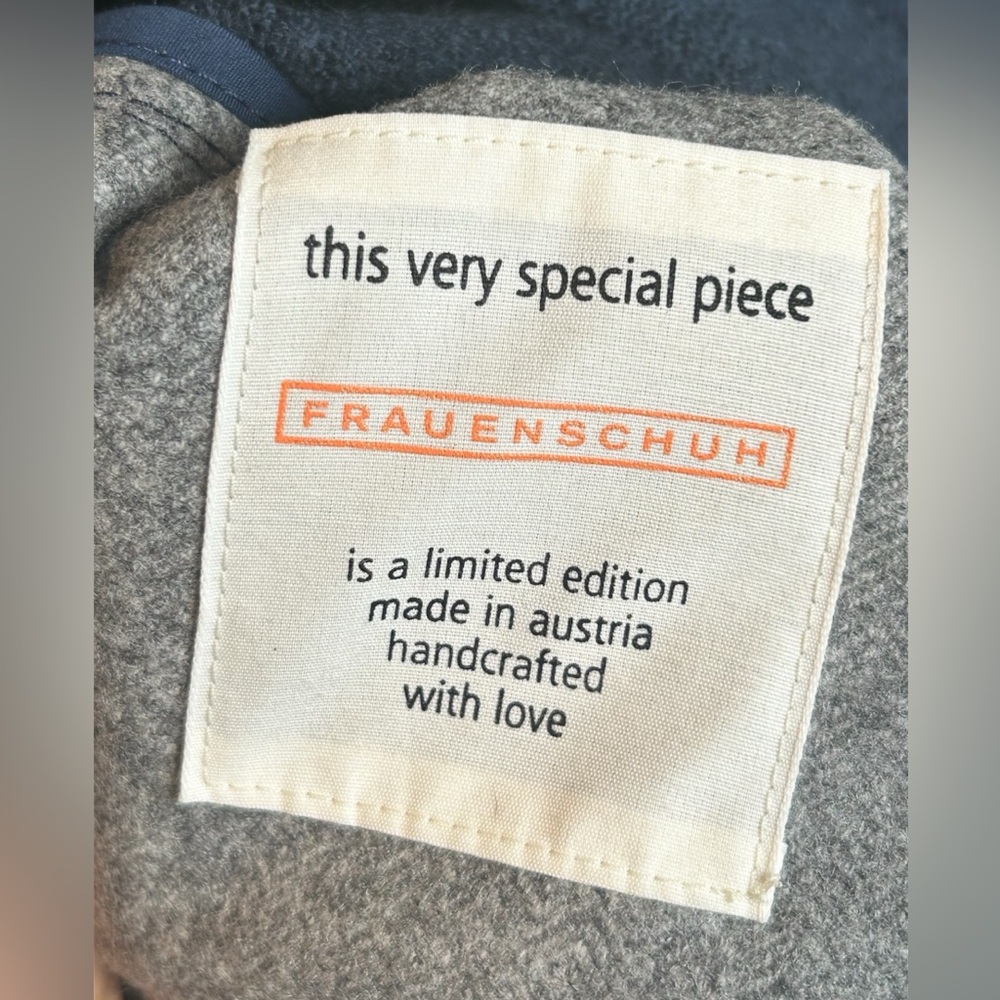 this very special piece
FRAUENSCHUH
is a limited edition
made in austria
handcrafted
with love